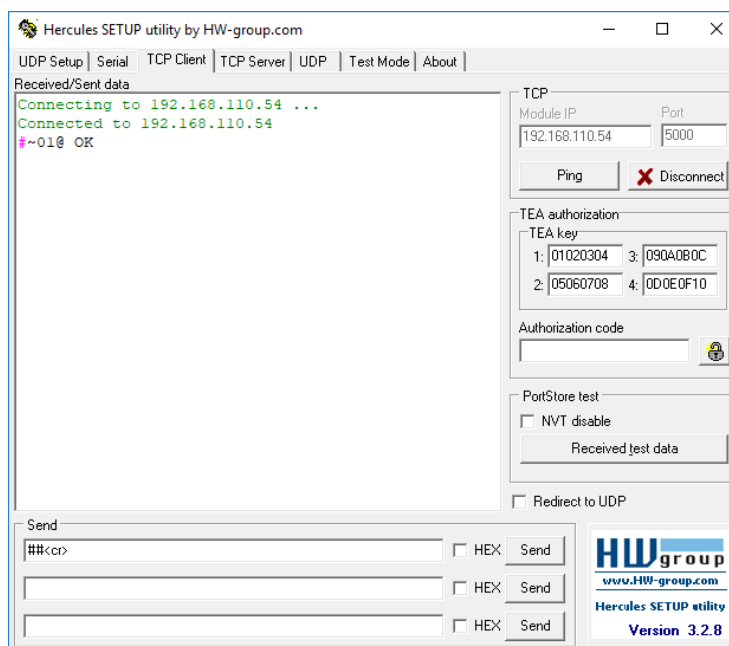 Hercules SETUP utility by HW-group.com
UDP Setup Serial TCP Client TCP Server UDP Test Mode About
Received/Sent data
Connecting to 192.168.110.54 ...
Connected to 192.168.110.54
#~01@ OK
TCP
Module IP Port
192.168.110.54 5000
Ping Disconnect
TEA authorization
TEA key
1: 01020304 3: 090A0B0C
2: 05060708 4: 0D0E0F10
Authorization code
PortStore test
NVT disable
Received test data
Redirect to UDP
Send
##<cr> HEX Send
HEX Send
HEX Send
HW group
www.HW-group.com
Hercules SETUP utility
Version 3.2.8